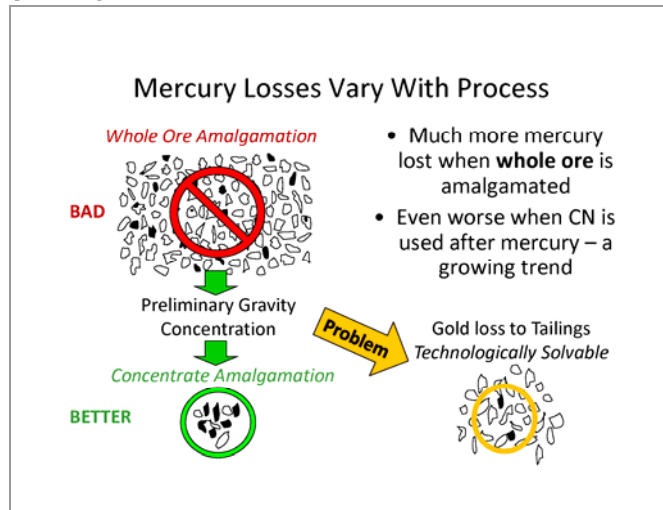 Mercury Losses Vary With Process
Whole Ore Amalgamation
BAD
Preliminary Gravity
Concentration
Concentrate Amalgamation
BETTER
• Much more mercury
lost when whole ore is
amalgamated
• Even worse when CN is
used after mercury – a
growing trend
Problem
Gold loss to Tailings
Technologically Solvable